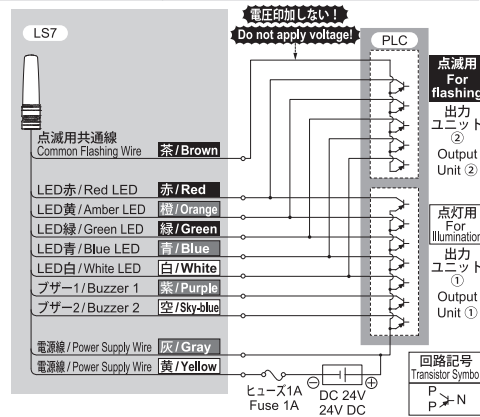 LS7
電圧印加しない!
Do not apply voltage!
PLC
点滅用
For
flashing
出力
ユニット
②
Output
Unit ②
点滅用共通線
Common Flashing Wire
茶/Brown
LED赤/Red LED
赤/Red
LED黄/Amber LED
橙/Orange
LED緑/Green LED
緑/Green
LED青/Blue LED
青/Blue
LED白/White LED
白/White
ブザー1/Buzzer 1
紫/Purple
ブザー2/Buzzer 2
空/Sky-blue
点灯用
For
Illumination
出力
ユニット
①
Output
Unit ①
電源線/Power Supply Wire
灰/Gray
電源線/Power Supply Wire
黄/Yellow
ヒューズ1A
Fuse 1A
DC 24V
24V DC
回路記号
Transistor Symbo
P
P
N